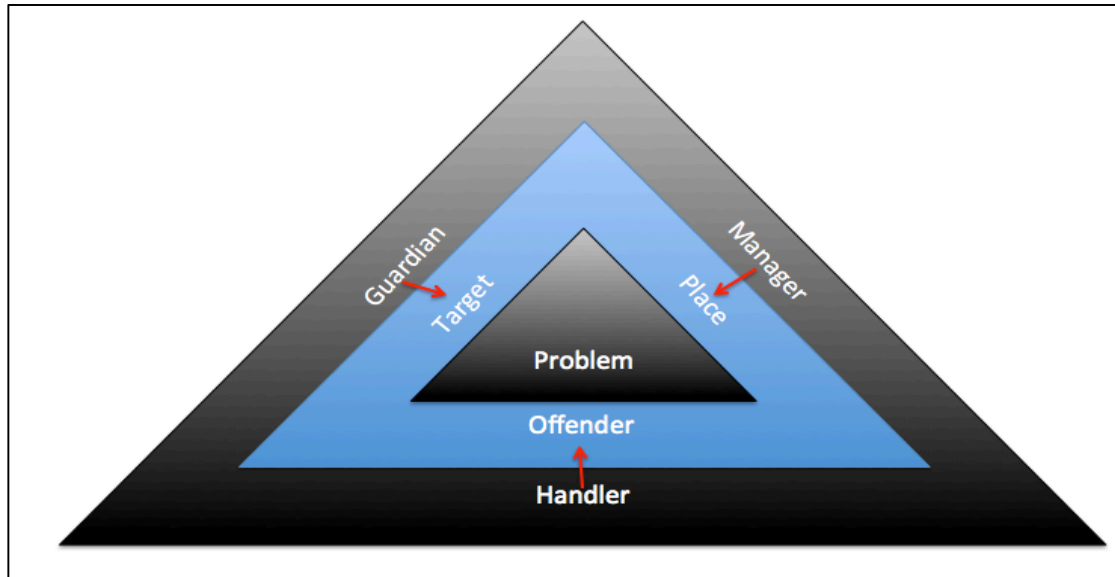 Guardian
Manager
Target
Place
Problem
Offender
Handler